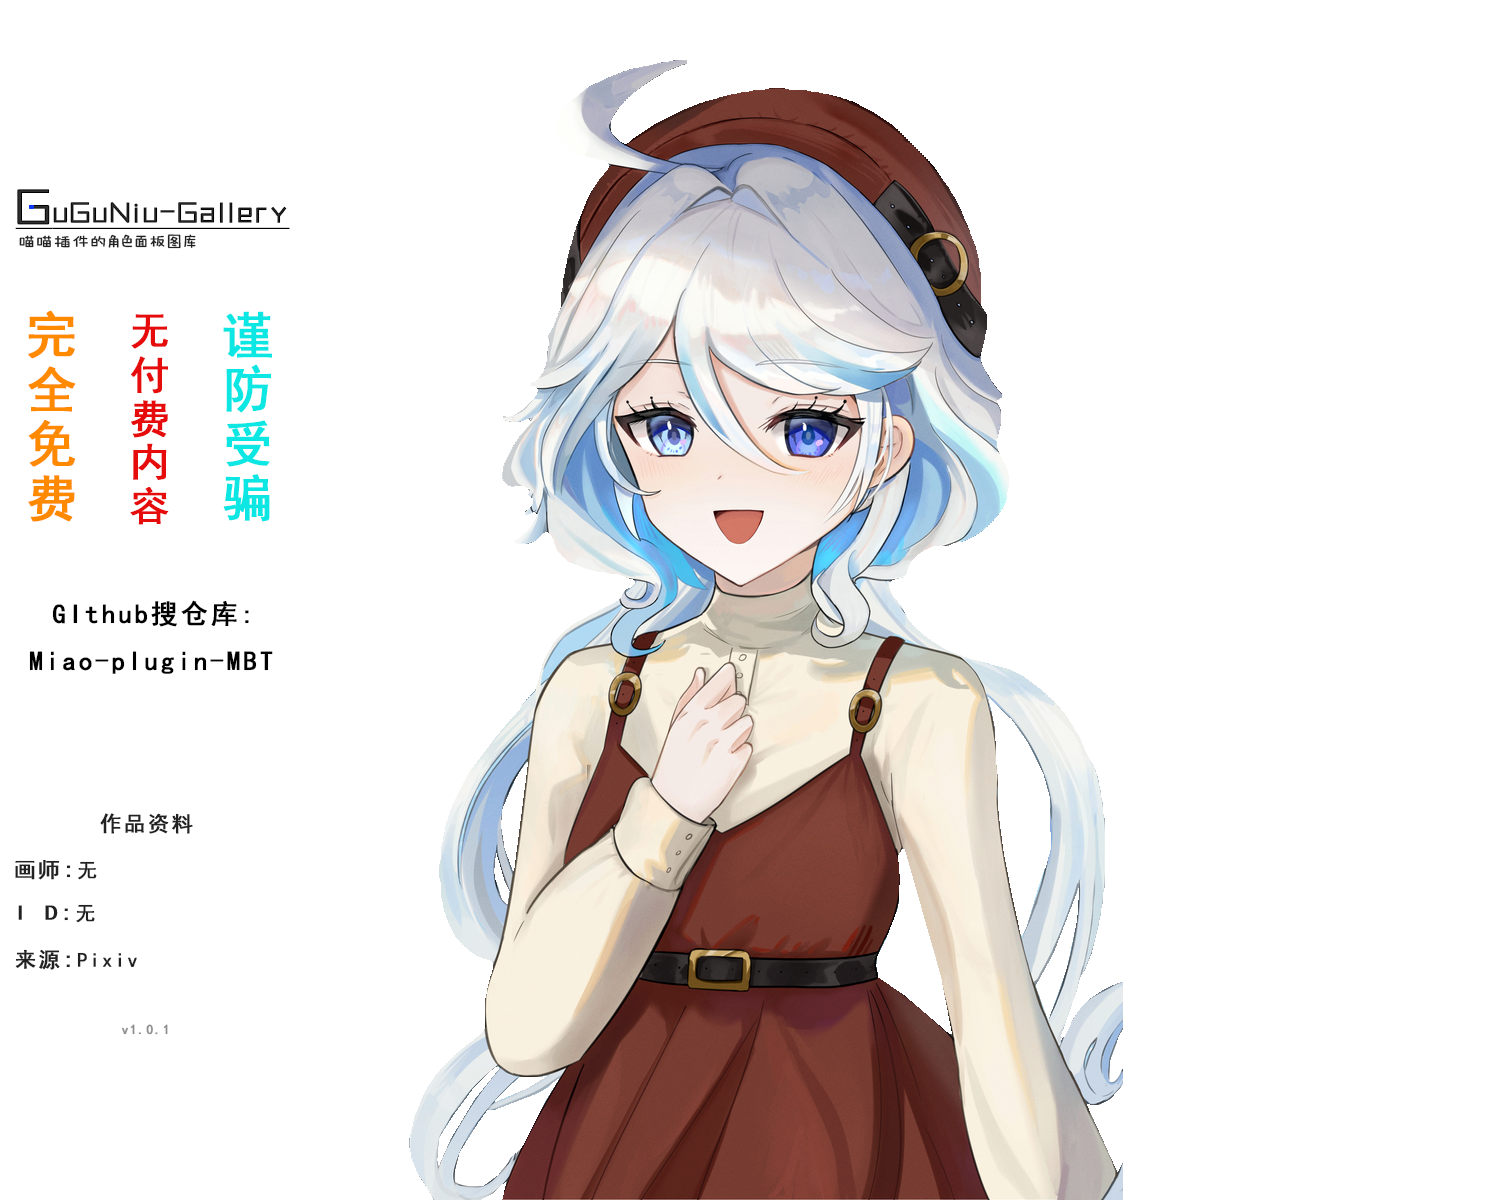 GuGuNiu-Gallery
喵喵插件的角色面板图库
完全免费
无付费内容
谨防受骗
GIthub搜仓库:
Miao-plugin-MBT
作品资料
画师:无
I D:无
来源:Pixiv
v1.0.1